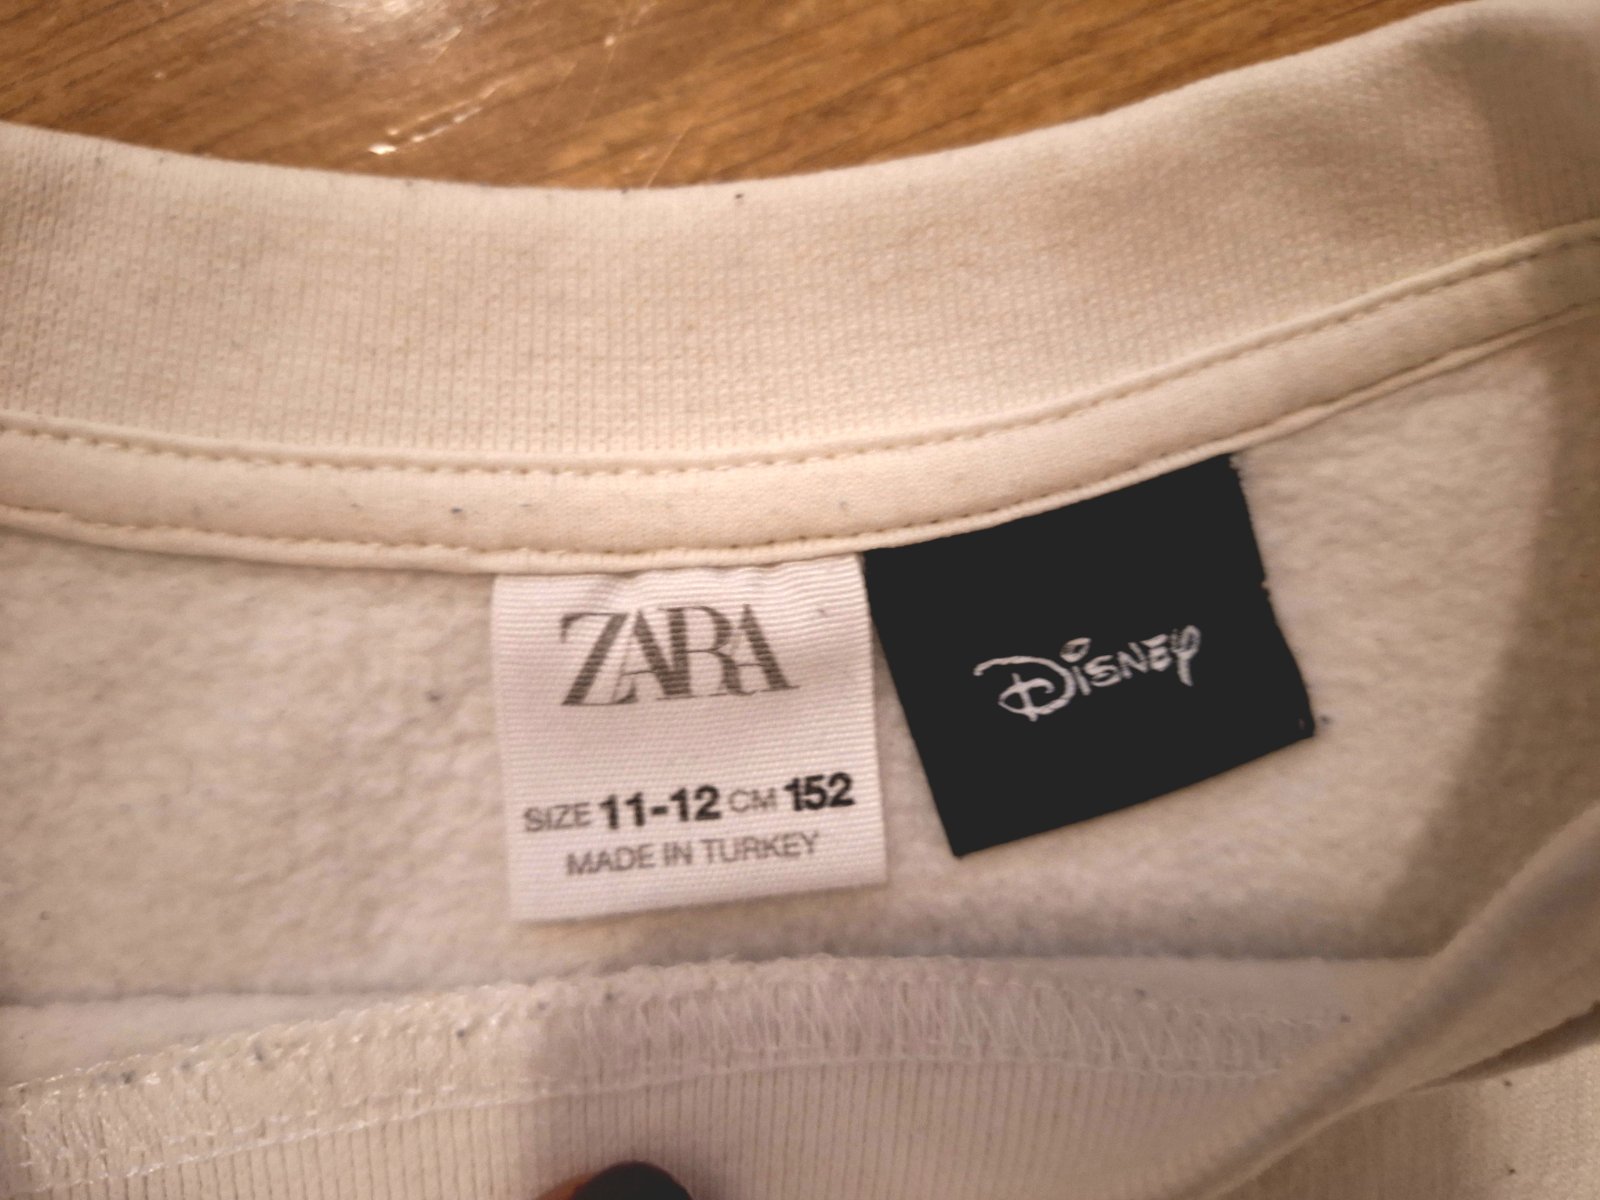 ZARA
SIZE 11-12 CM 152
MADE IN TURKEY
Disney